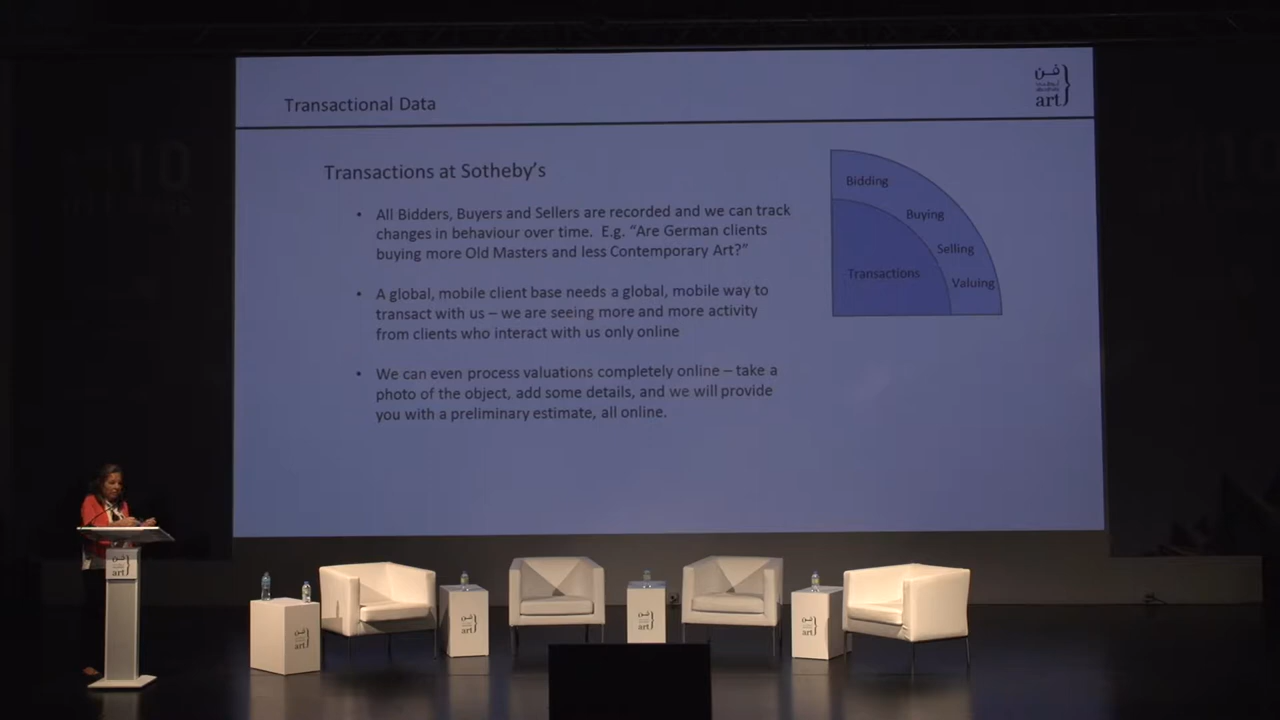 Transactional Data
فن
art
Transactions at Sotheby's
• All Bidders, Buyers and Sellers are recorded and we can track
changes in behaviour over time. E.g. "Are German clients
buying more Old Masters and less Contemporary Art?"
• A global, mobile client base needs a global, mobile way to
transact with us – we are seeing more and more activity
from clients who interact with us only online
• We can even process valuations completely online – take a
photo of the object, add some details, and we will provide
you with a preliminary estimate, all online.
Bidding
Buying
Selling
Valuing
Transactions
فن
art
art
art
art
art